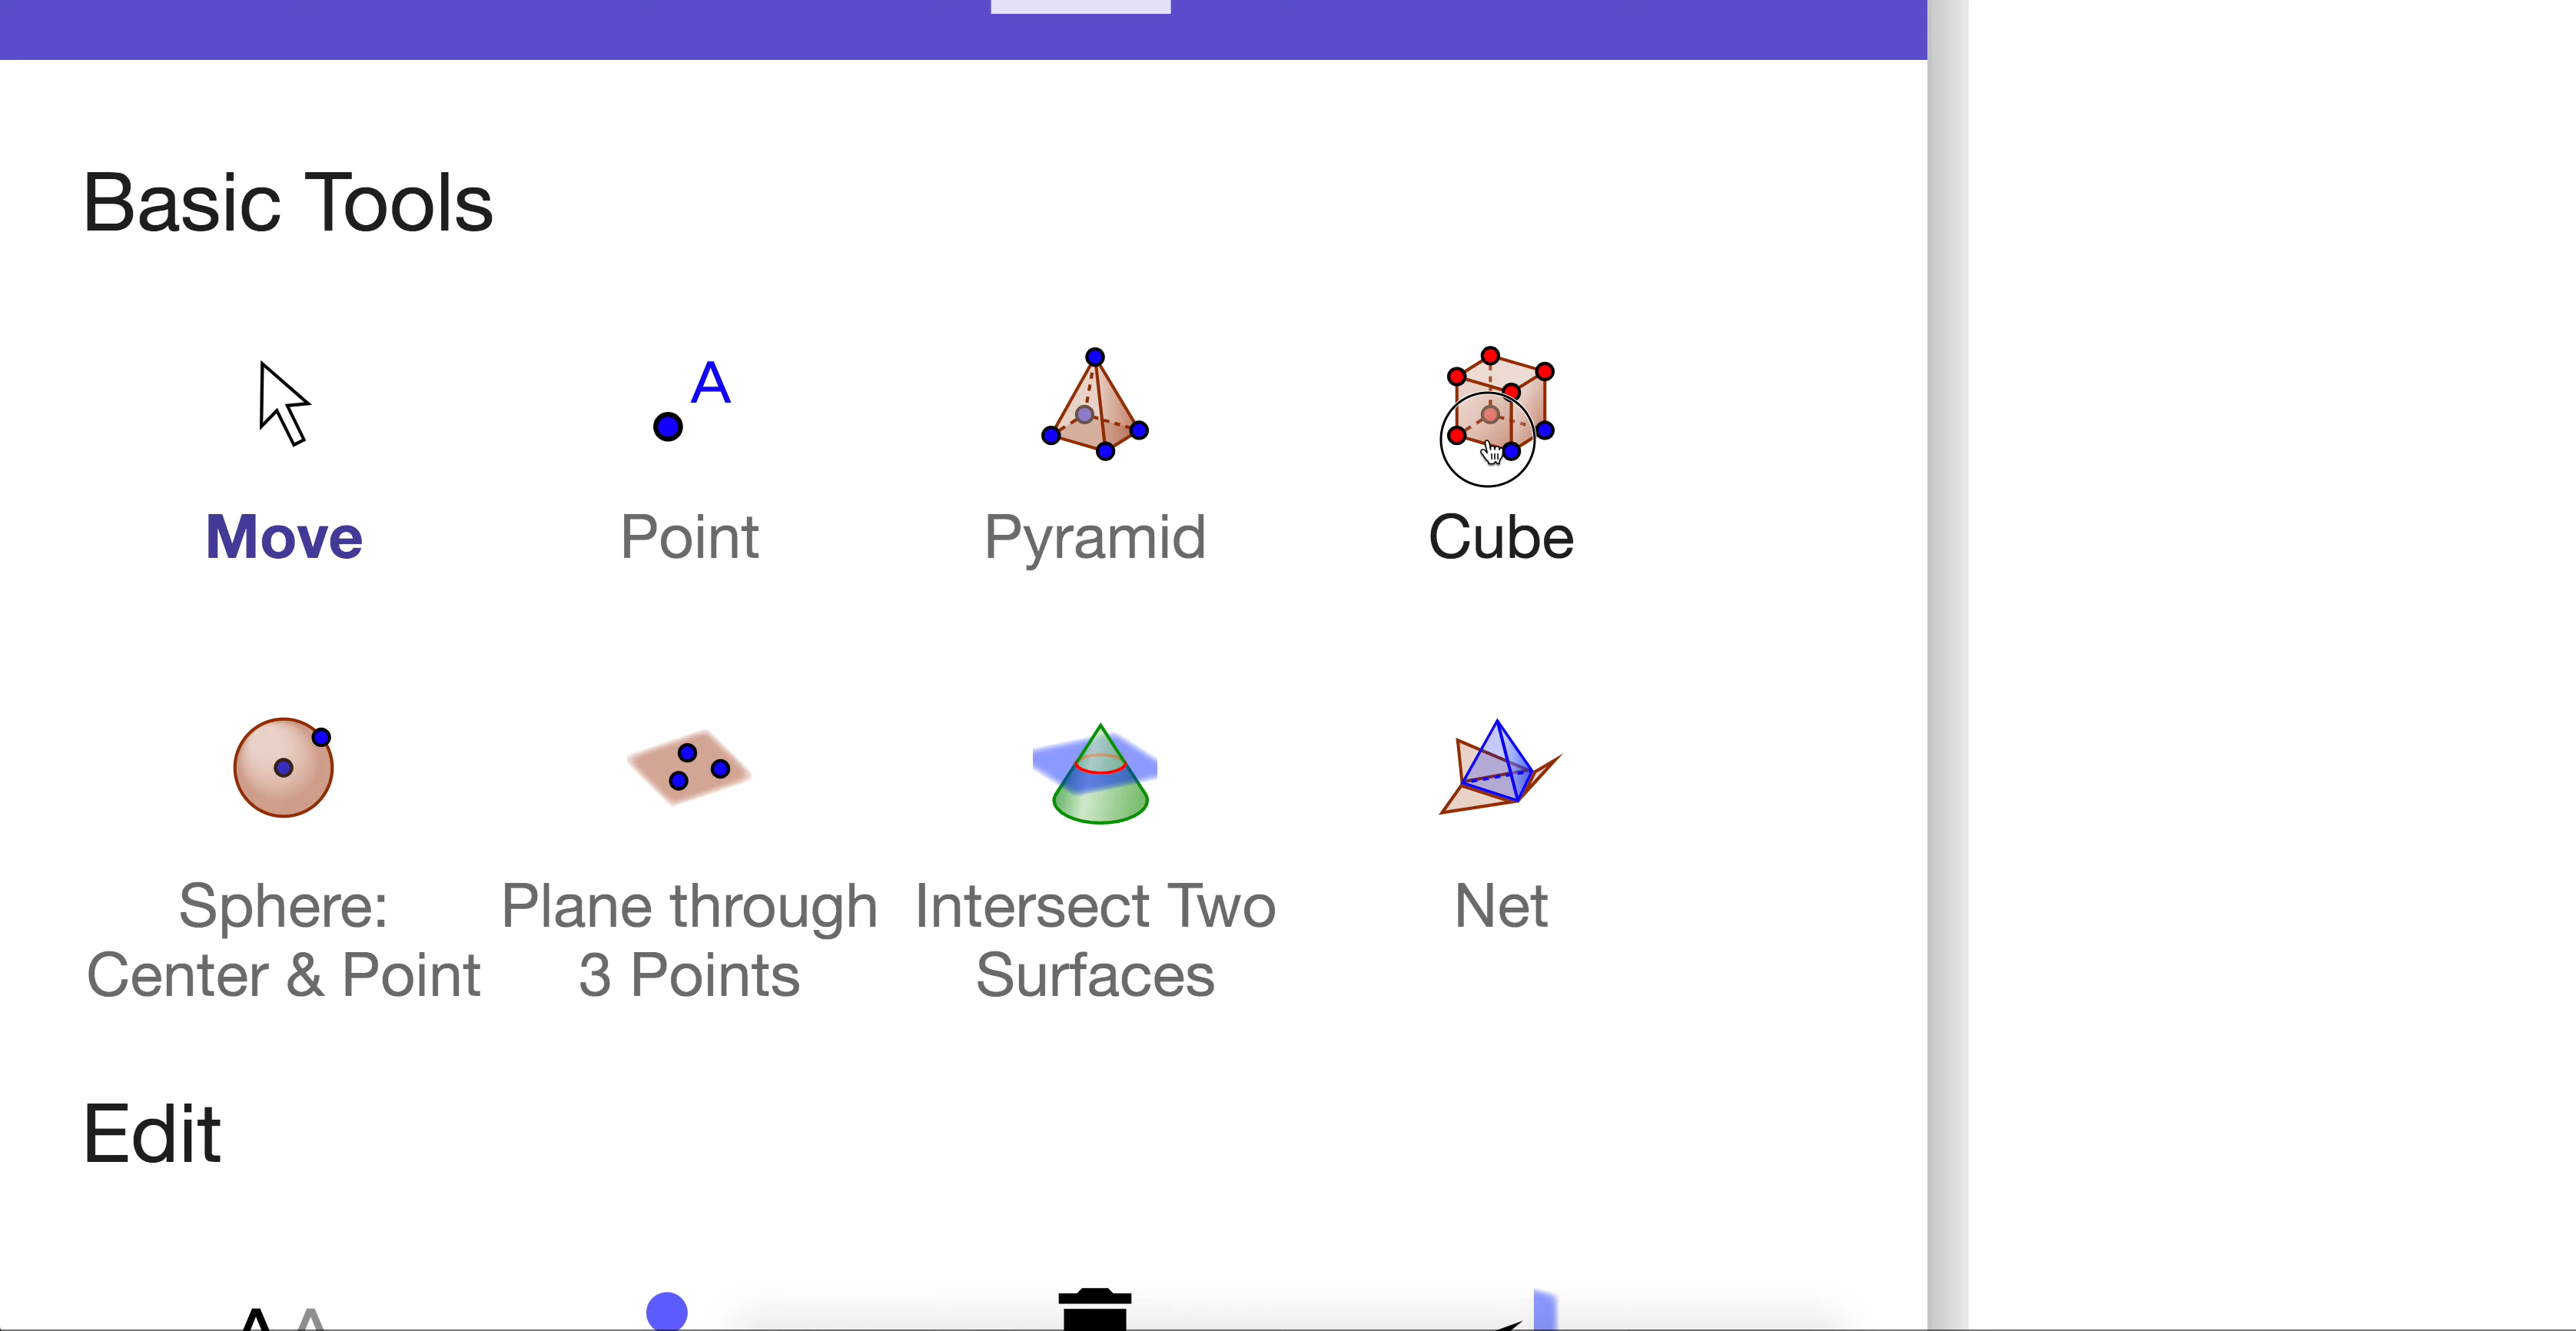 Basic Tools
A
Move
Point
Pyramid
Cube
Sphere:
Center & Point
Plane through
3 Points
Intersect Two
Surfaces
Net
Edit